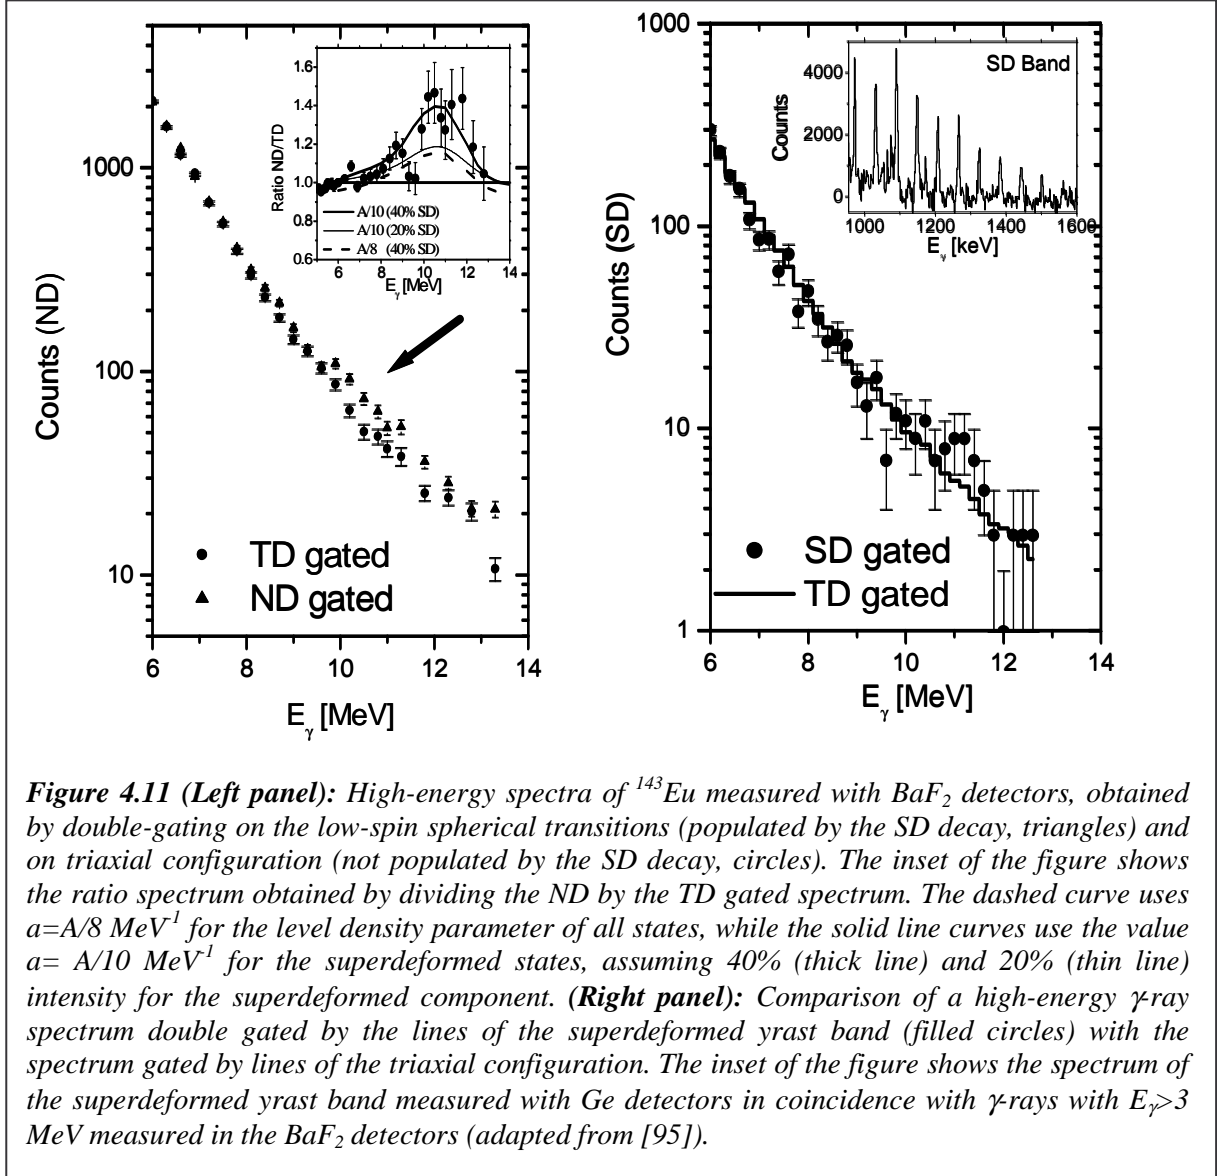 1000
100
10
6 8 10 12 14
Counts (ND)
Eγ [MeV]
TD gated
ND gated
1.6
1.4
1.2
1.0
0.8
0.6
6 8 10 12 14
Ratio ND/TD
Eγ [MeV]
A/10 (40% SD)
A/10 (20% SD)
A/8 (40% SD)
1000
100
10
1
6 8 10 12 14
Counts (SD)
Eγ [MeV]
SD gated
TD gated
SD Band
4000
2000
0
Counts
1000 1200 1400 1600
Eγ [keV]
Figure 4.11 (Left panel): High-energy spectra of ¹⁴³Eu measured with BaF₂ detectors, obtained
by double-gating on the low-spin spherical transitions (populated by the SD decay, triangles) and
on triaxial configuration (not populated by the SD decay, circles). The inset of the figure shows
the ratio spectrum obtained by dividing the ND by the TD gated spectrum. The dashed curve uses
a=A/8 MeV⁻¹ for the level density parameter of all states, while the solid line curves use the value
a= A/10 MeV⁻¹ for the superdeformed states, assuming 40% (thick line) and 20% (thin line)
intensity for the superdeformed component. (Right panel): Comparison of a high-energy γ-ray
spectrum double gated by the lines of the superdeformed yrast band (filled circles) with the
spectrum gated by lines of the triaxial configuration. The inset of the figure shows the spectrum of
the superdeformed yrast band measured with Ge detectors in coincidence with γ-rays with Eγ>3
MeV measured in the BaF₂ detectors (adapted from [95]).